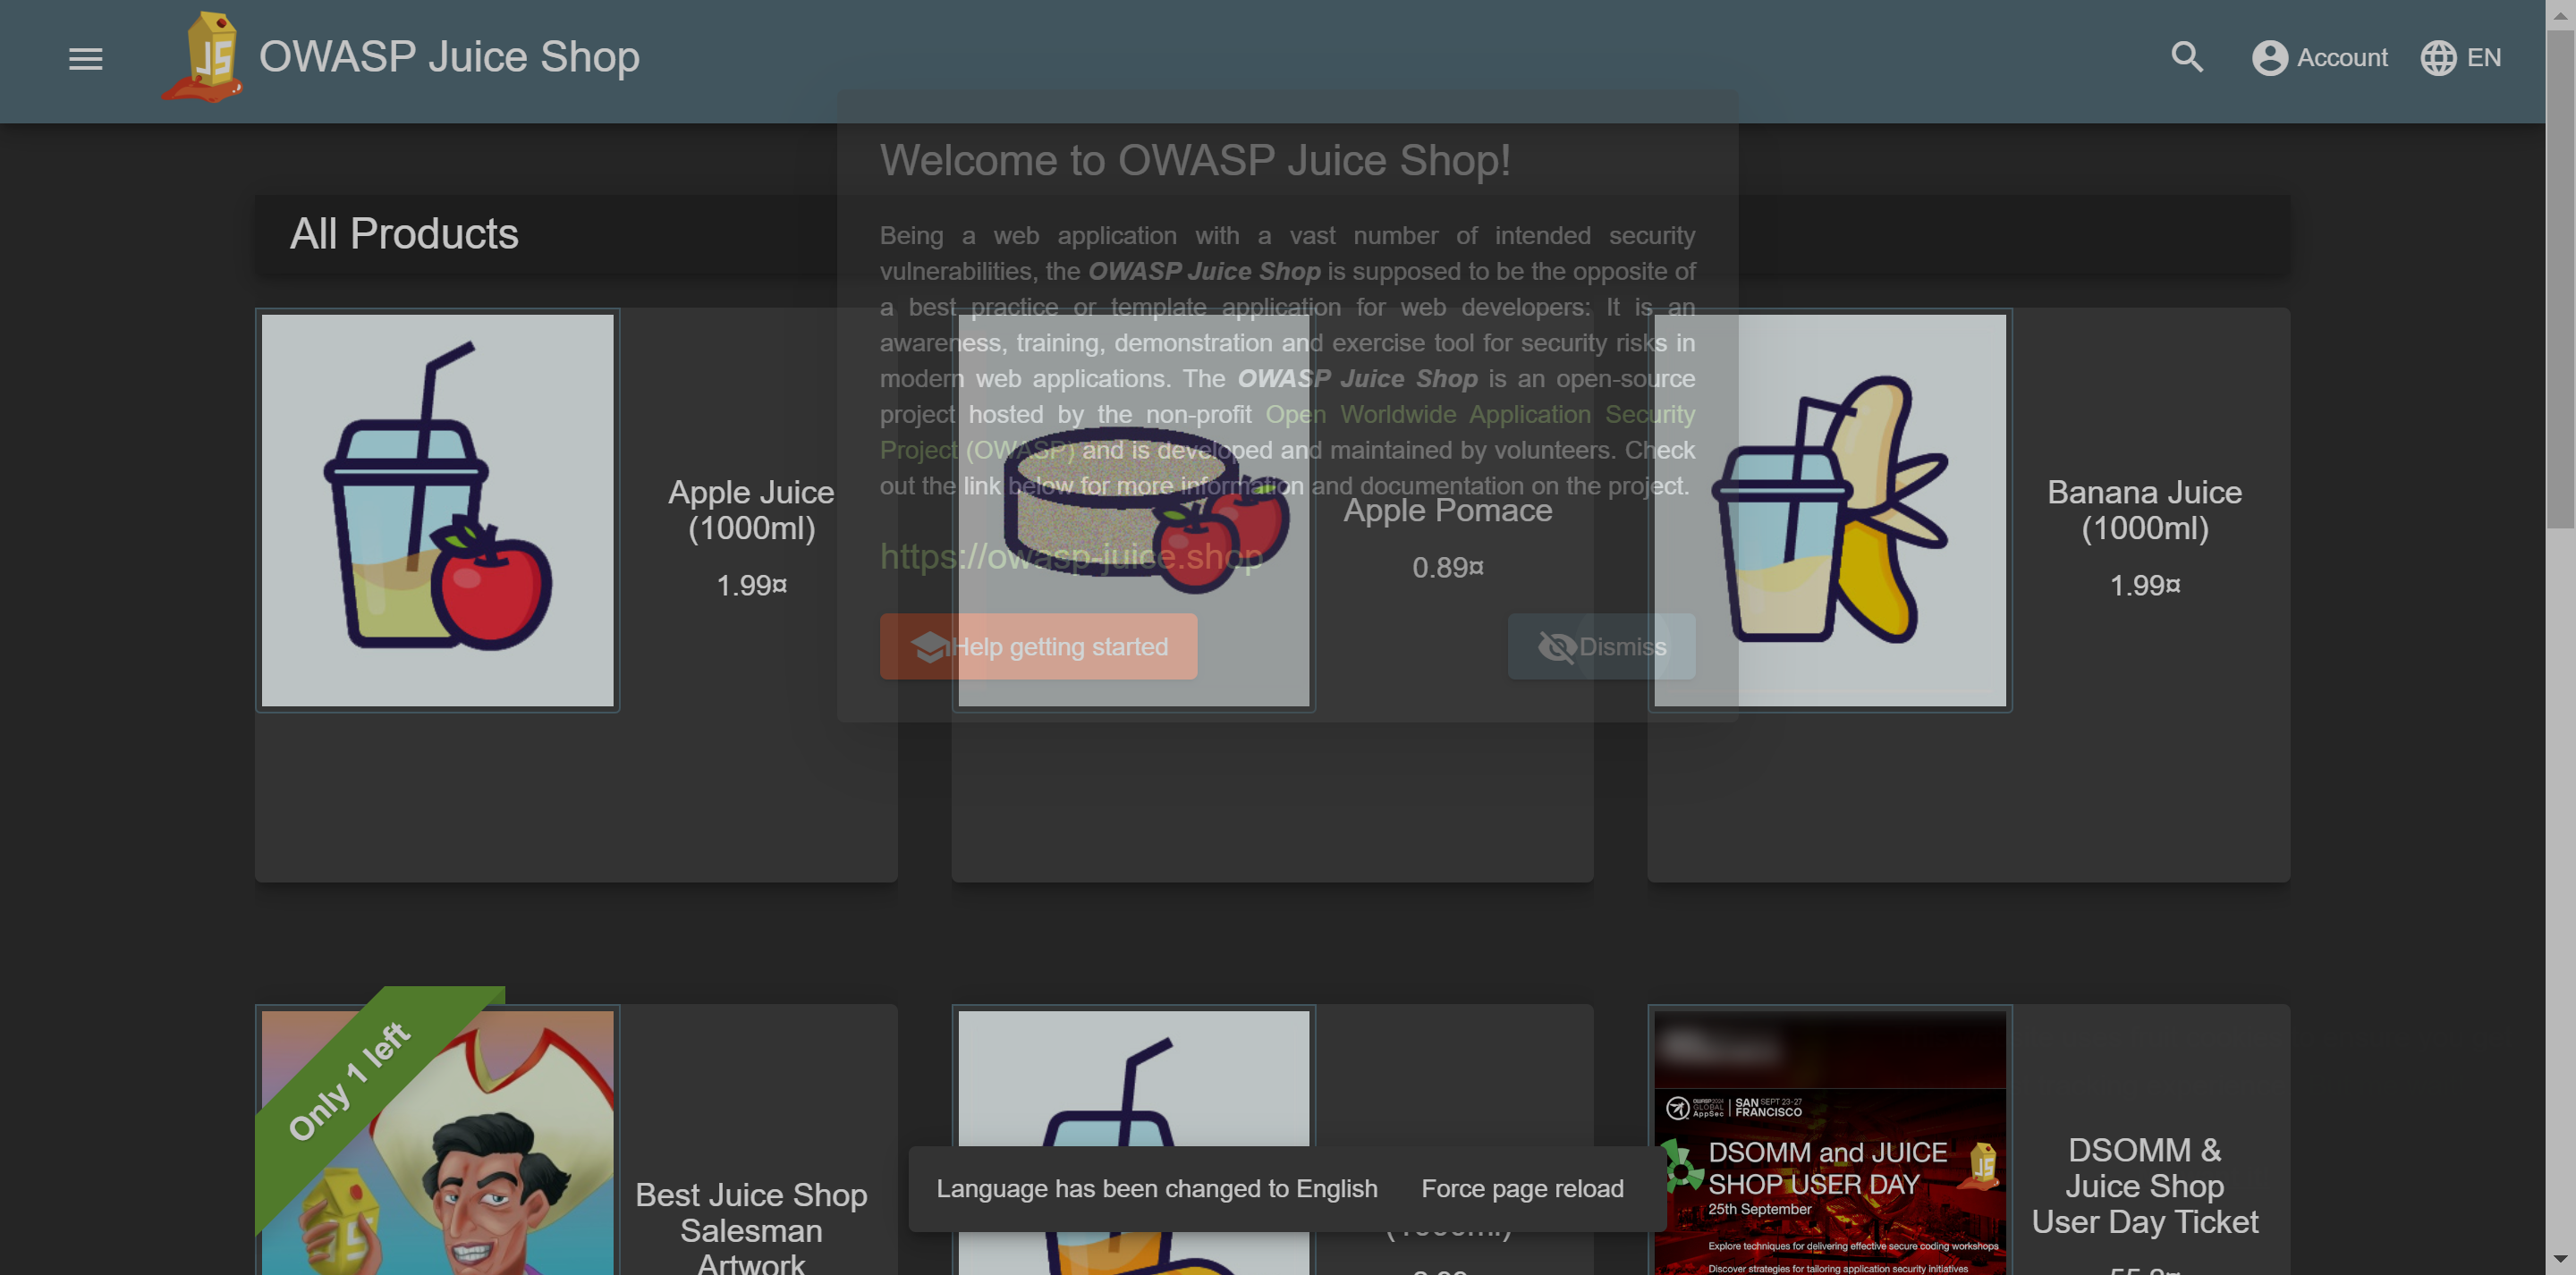 OWASP Juice Shop
Account
EN
Welcome to OWASP Juice Shop!
All Products
Being a web application with a vast number of intended security
vulnerabilities, the OWASP Juice Shop is supposed to be the opposite of
a best practice or template application for web developers: It is an
awareness, training, demonstration and exercise tool for security risks in
modern web applications. The OWASP Juice Shop is an open-source
project hosted by the non-profit Open Worldwide Application Security
Project (OWASP) and is developed and maintained by volunteers. Check
out the link below for more information and documentation on the project.
https://owasp-juice.shop
Help getting started
Dismiss
Apple Juice
(1000ml)
1.99¤
Apple Pomace
0.89¤
Banana Juice
(1000ml)
1.99¤
Only 1 left
JS
Best Juice Shop
Salesman
Artwork
Language has been changed to English
Force page reload
(1000ml)
SAN
FRANCISCO
SEPT 23-27
GLOBAL
AppSec
DSOMM and JUICE
SHOP USER DAY
25th September
Explore techniques for delivering effective secure coding workshops
Discover strategies for tailoring application security initiatives
DSOMM &
Juice Shop
User Day Ticket